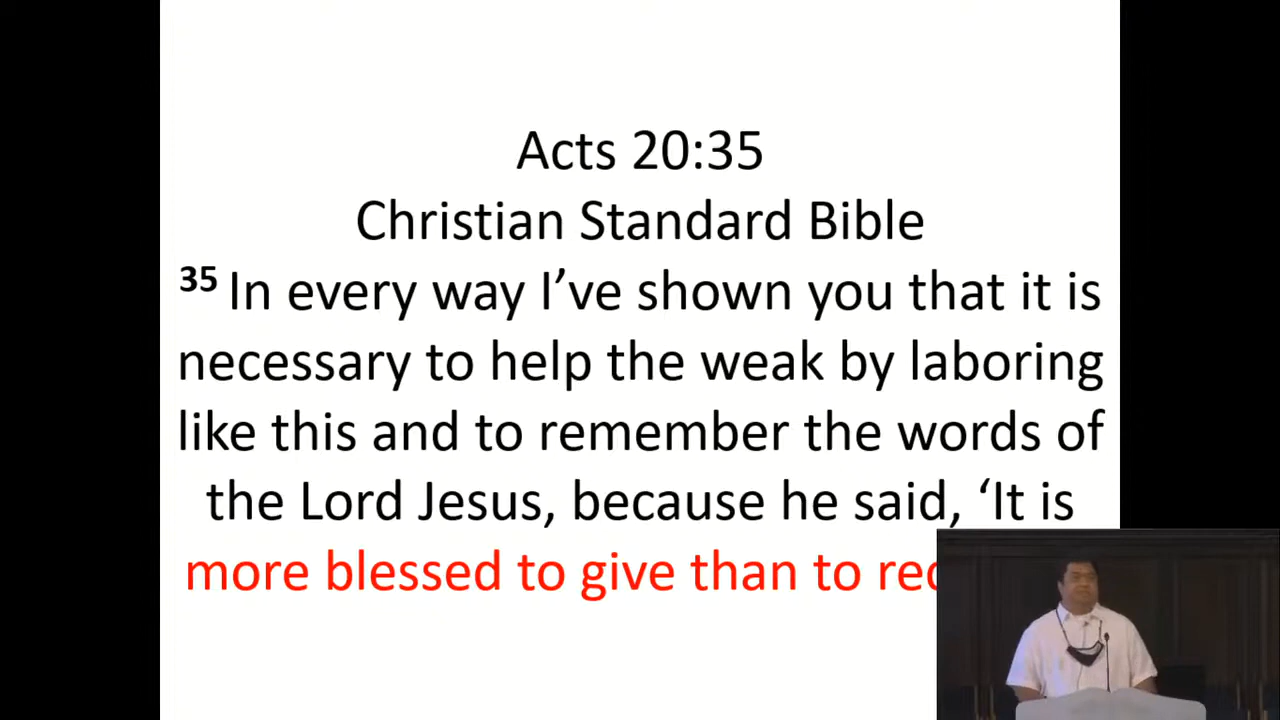 Acts 20:35
Christian Standard Bible
35 In every way I’ve shown you that it is
necessary to help the weak by laboring
like this and to remember the words of
the Lord Jesus, because he said, ‘It is
more blessed to give than to